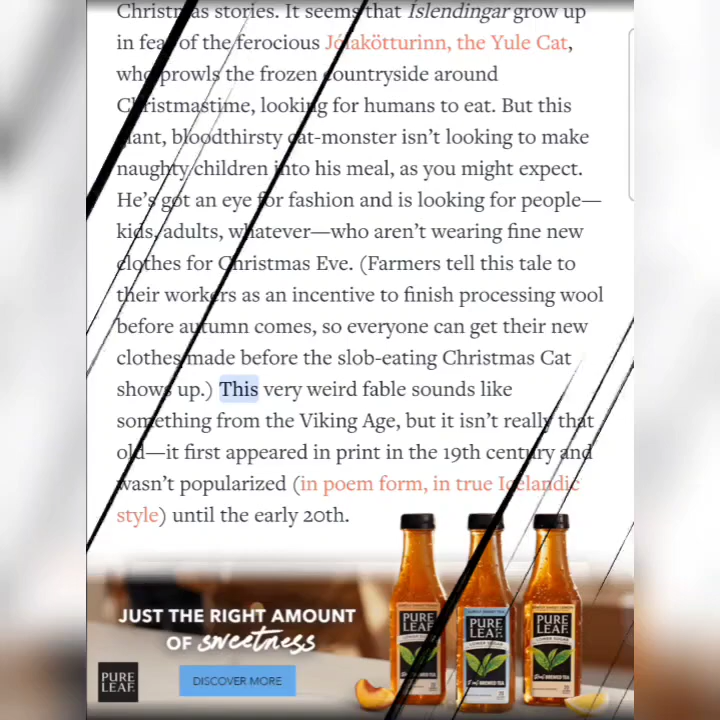 Christmas stories. It seems that Íslendingar grow up
in fear of the ferocious Jólakötturinn, the Yule Cat,
who prowls the frozen countryside around
Christmastime, looking for humans to eat. But this
giant, bloodthirsty cat-monster isn't looking to make
naughty children into his meal, as you might expect.
He's got an eye for fashion and is looking for people—
kids, adults, whatever—who aren't wearing fine new
clothes for Christmas Eve. (Farmers tell this tale to
their workers as an incentive to finish processing wool
before autumn comes, so everyone can get their new
clothes made before the slob-eating Christmas Cat
shows up.) This very weird fable sounds like
something from the Viking Age, but it isn't really that
old—it first appeared in print in the 19th century and
wasn't popularized (in poem form, in true Icelandic
style) until the early 20th.
JUST THE RIGHT AMOUNT
OF sweetness
DISCOVER MORE
PURE
LEAF
PURE
LEAF
PURE
LEAF
PURE
LEAF